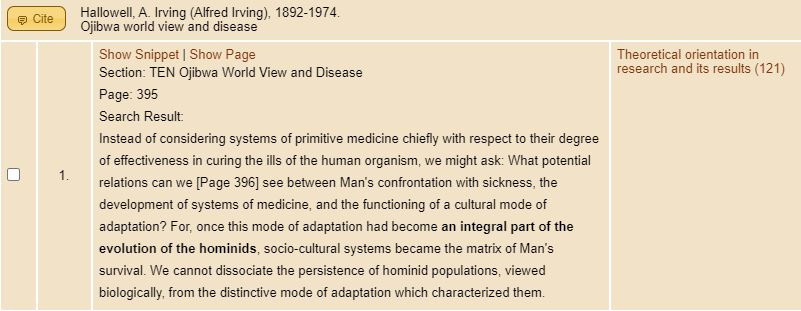 Cite
Hallowell, A. Irving (Alfred Irving), 1892-1974.
Ojibwa world view and disease
Show Snippet | Show Page
Section: TEN Ojibwa World View and Disease
Page: 395
Search Result:
1.
Instead of considering systems of primitive medicine chiefly with respect to their degree
of effectiveness in curing the ills of the human organism, we might ask: What potential
relations can we [Page 396] see between Man's confrontation with sickness, the
development of systems of medicine, and the functioning of a cultural mode of
adaptation? For, once this mode of adaptation had become an integral part of the
evolution of the hominids, socio-cultural systems became the matrix of Man's
survival. We cannot dissociate the persistence of hominid populations, viewed
biologically, from the distinctive mode of adaptation which characterized them.
Theoretical orientation in
research and its results (121)